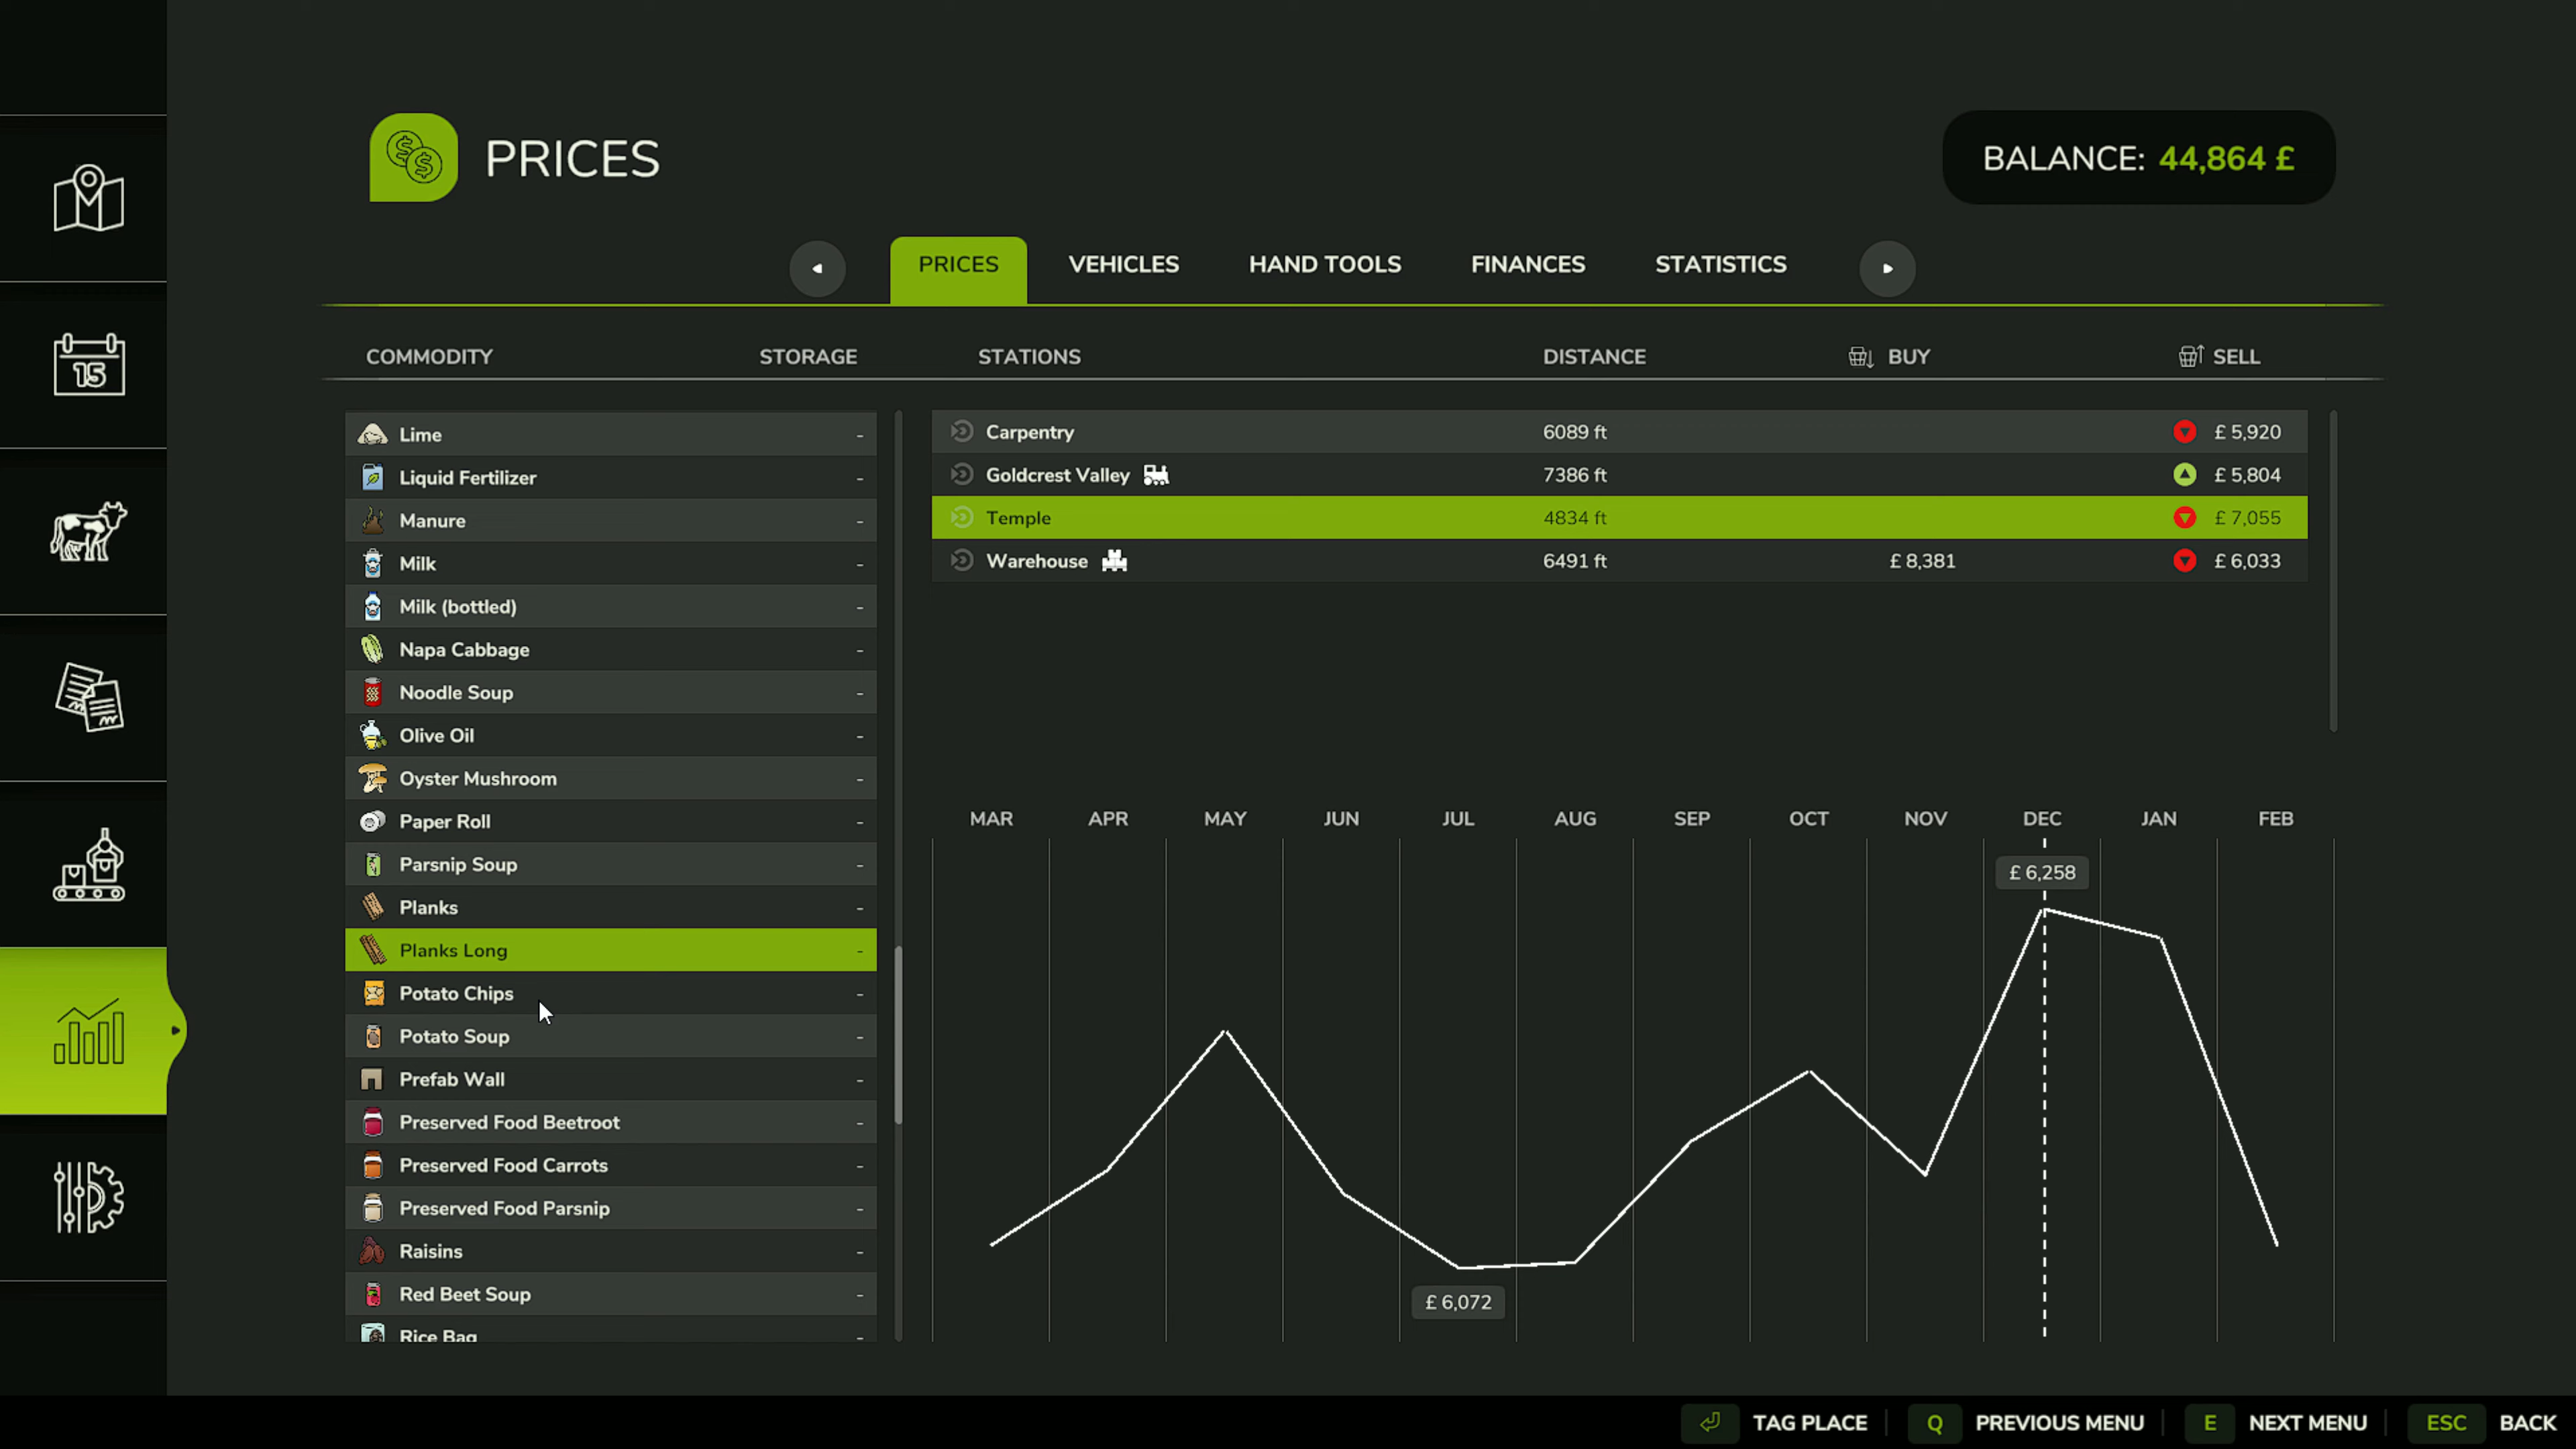 PRICES
BALANCE: 44,864 £
PRICES VEHICLES HAND TOOLS FINANCES STATISTICS
COMMODITY STORAGE STATIONS DISTANCE BUY SELL
15
Lime -
Liquid Fertilizer -
Manure -
Milk -
Milk (bottled) -
Napa Cabbage -
Noodle Soup -
Olive Oil -
Oyster Mushroom -
Paper Roll -
Parsnip Soup -
Planks -
Planks Long -
Potato Chips -
Potato Soup -
Prefab Wall -
Preserved Food Beetroot -
Preserved Food Carrots -
Preserved Food Parsnip -
Raisins -
Red Beet Soup -
Rice Bag -
Carpentry 6089 ft £ 5,920
Goldcrest Valley 7386 ft £ 5,804
Temple 4834 ft £ 7,055
Warehouse 6491 ft £ 8,381 £ 6,033
MAR APR MAY JUN JUL AUG SEP OCT NOV DEC JAN FEB
£ 6,258
£ 6,072
TAG PLACE Q PREVIOUS MENU E NEXT MENU ESC BACK